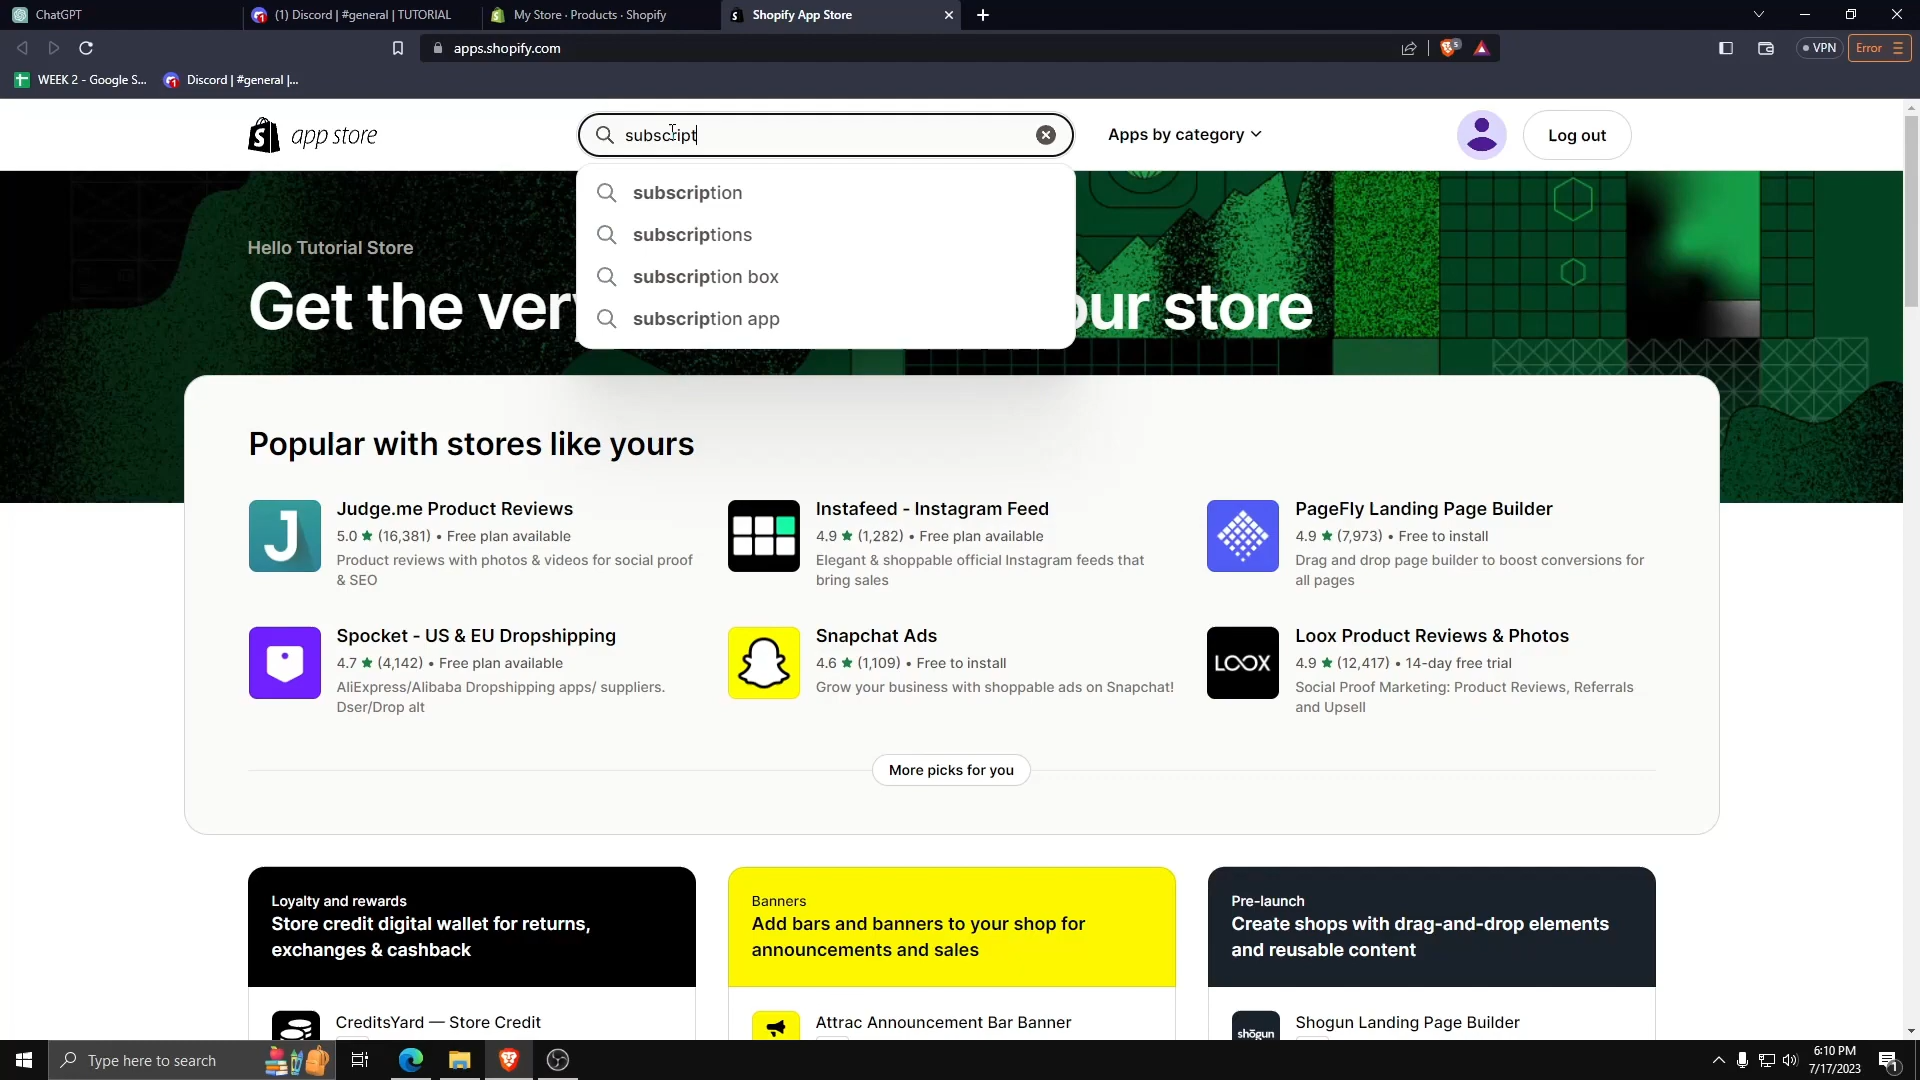 ChatGPT
(1) Discord | #general | TUTORIAL
My Store · Products · Shopify
Shopify App Store
apps.shopify.com
5
VPN
Error
WEEK 2 - Google S...
Discord | #general |...
app store
subscript
Apps by category
Log out
subscription
subscriptions
subscription box
subscription app
Hello Tutorial Store
Get the ver
our store
Popular with stores like yours
Judge.me Product Reviews
5.0 ★ (16,381) • Free plan available
Product reviews with photos & videos for social proof
& SEO
Instafeed - Instagram Feed
4.9 ★ (1,282) • Free plan available
Elegant & shoppable official Instagram feeds that
bring sales
PageFly Landing Page Builder
4.9 ★ (7,973) • Free to install
Drag and drop page builder to boost conversions for
all pages
Spocket - US & EU Dropshipping
4.7 ★ (4,142) • Free plan available
AliExpress/Alibaba Dropshipping apps/ suppliers.
Dser/Drop alt
Snapchat Ads
4.6 ★ (1,109) • Free to install
Grow your business with shoppable ads on Snapchat!
LOOX
Loox Product Reviews & Photos
4.9 ★ (12,417) • 14-day free trial
Social Proof Marketing: Product Reviews, Referrals
and Upsell
More picks for you
Loyalty and rewards
Store credit digital wallet for returns,
exchanges & cashback
Banners
Add bars and banners to your shop for
announcements and sales
Pre-launch
Create shops with drag-and-drop elements
and reusable content
CreditsYard — Store Credit
Attrac Announcement Bar Banner
shōgun
Shogun Landing Page Builder
Type here to search
6:10 PM
7/17/2023
1